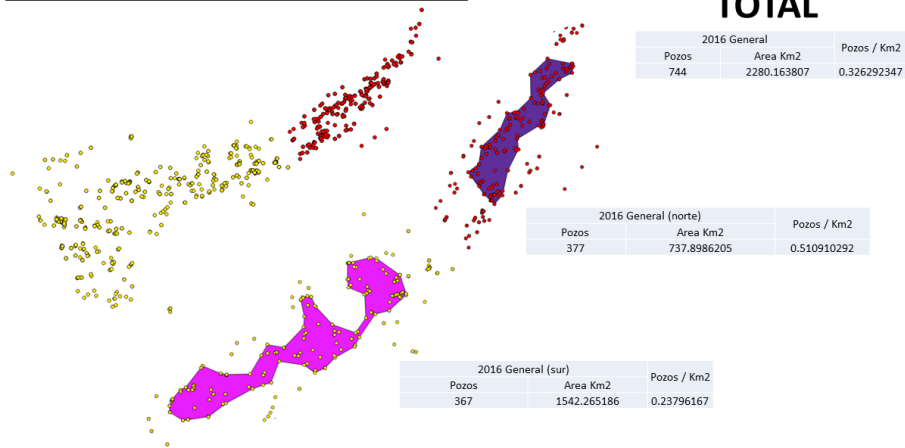 TOTAL
2016 General
Pozos / Km2
Pozos Area Km2
744 2280.163807 0.326292347
2016 General (norte)
Pozos / Km2
Pozos Area Km2
377 737.8986205 0.510910292
2016 General (sur)
Pozos / Km2
Pozos Area Km2
367 1542.265186 0.23796167